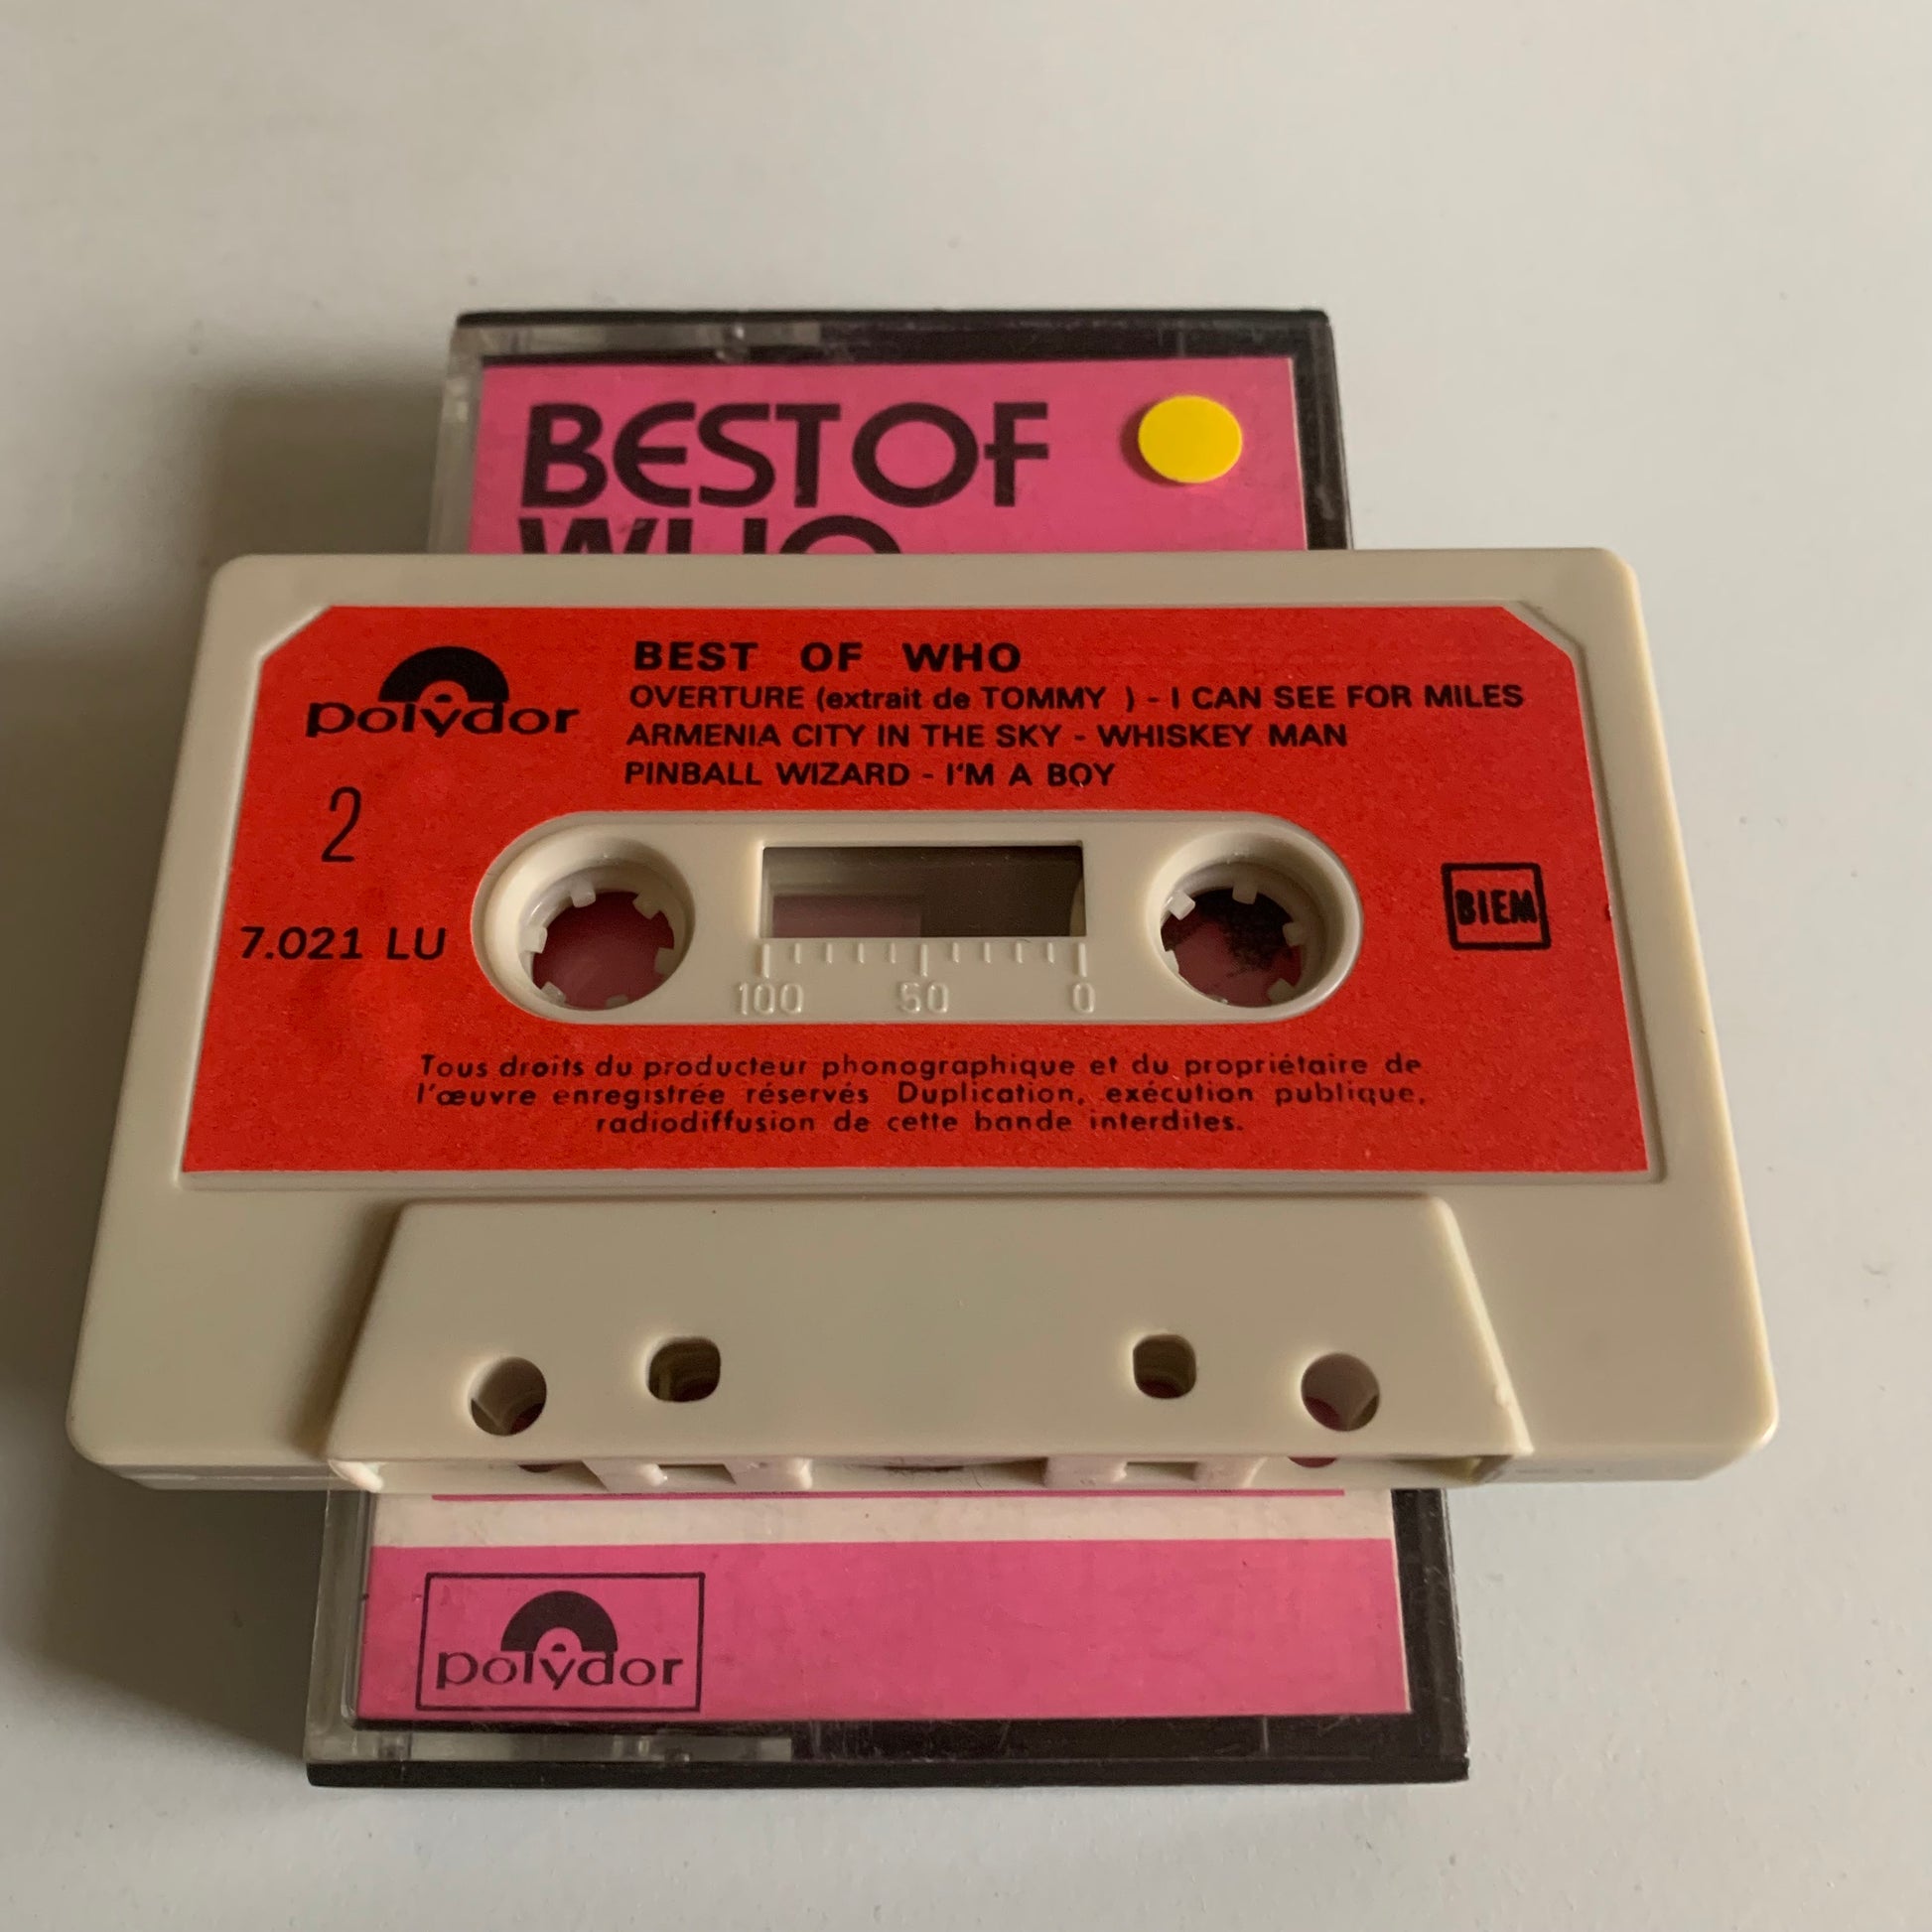 BEST OF
WHO
polydor
BEST OF WHO
OVERTURE (extrait de TOMMY ) - I CAN SEE FOR MILES
ARMENIA CITY IN THE SKY - WHISKEY MAN
PINBALL WIZARD - I'M A BOY
2
7.021 LU
BIEM
100 50 0
Tous droits du producteur phonographique et du propriétaire de
l'œuvre enregistrée réservés Duplication, exécution publique,
radiodiffusion de cette bande interdites.
polydor